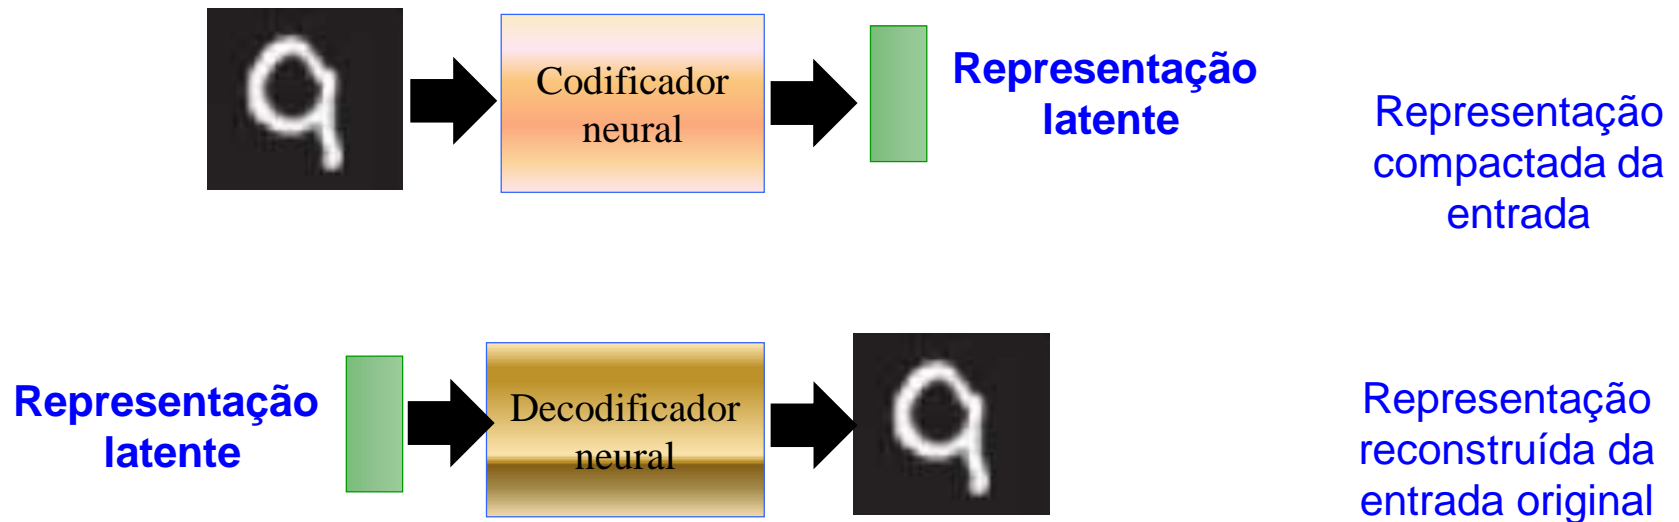 Codificador
neural
Representação
latente
Representação
compactada da
entrada
Representação
latente
Decodificador
neural
Representação
reconstruída da
entrada original